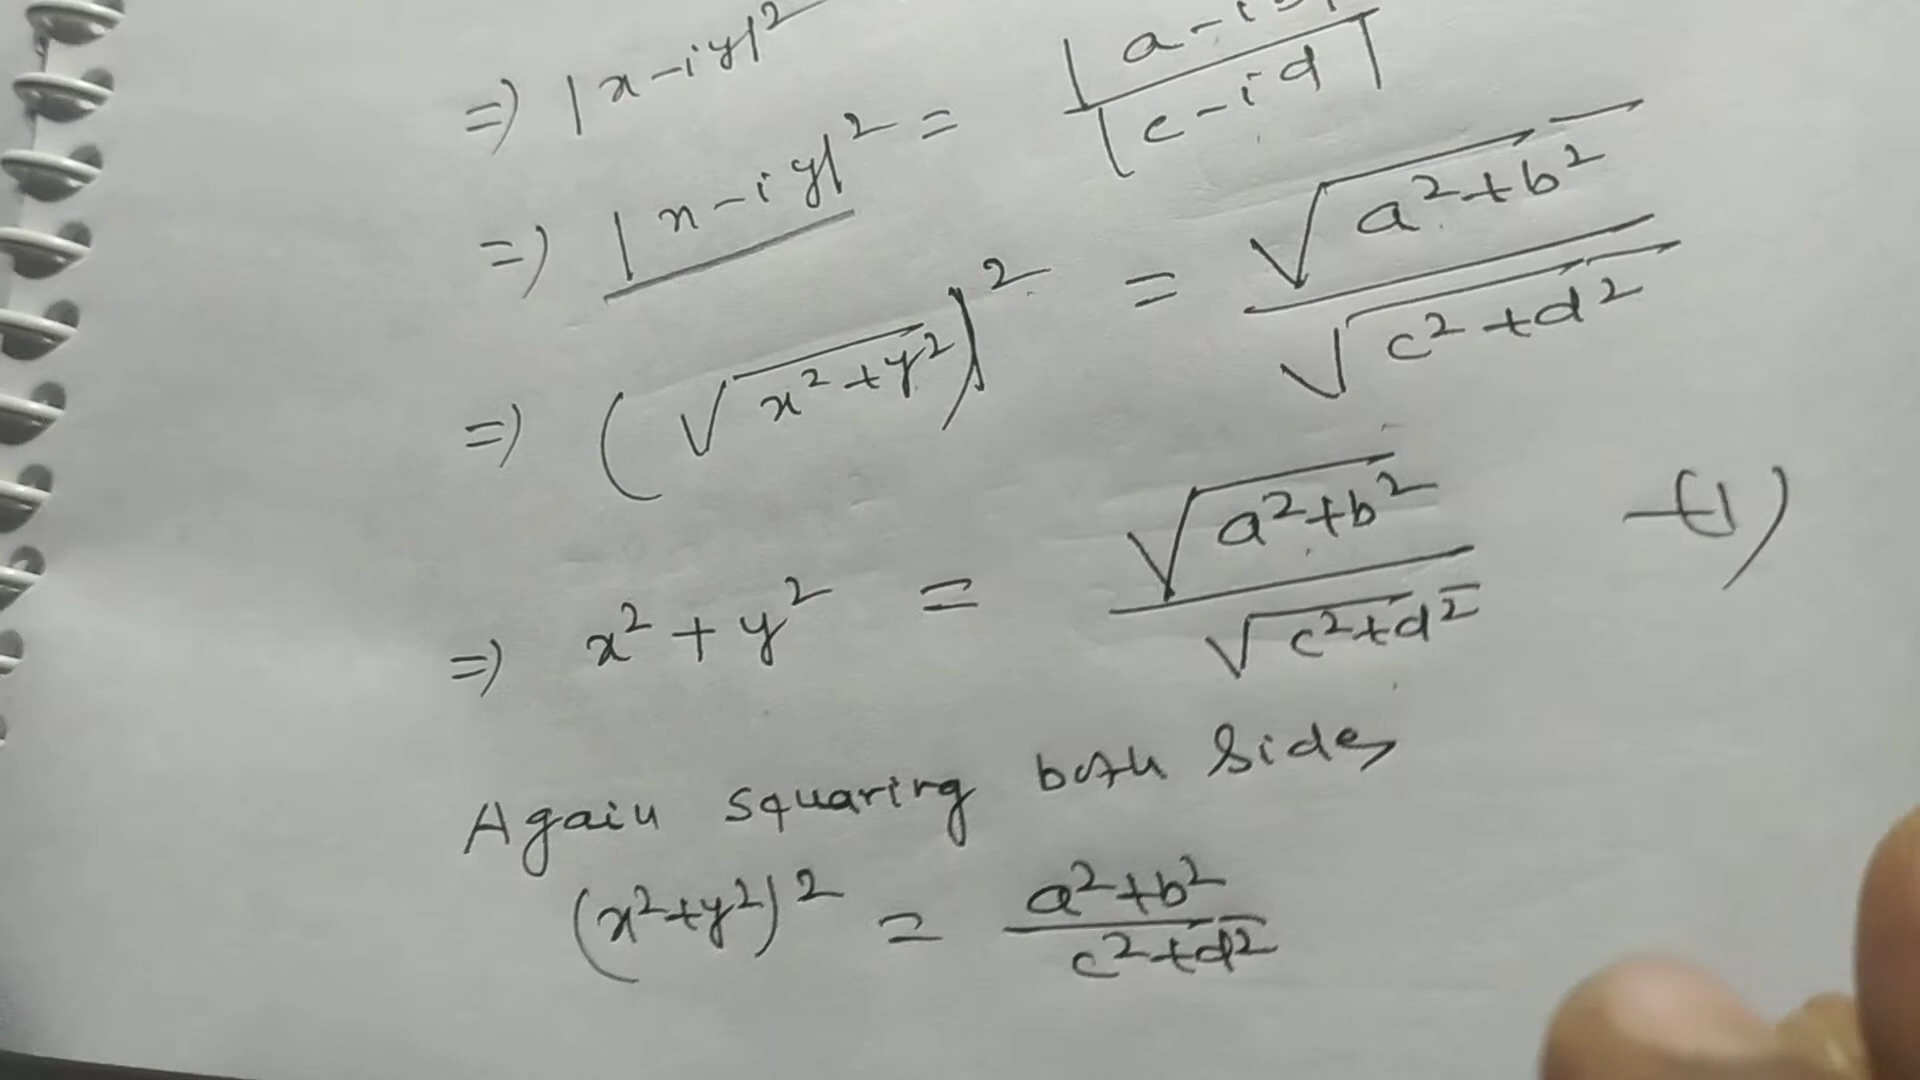 => |x-iy|²
=> |x-iy|² = |a-i / |c-id|
=> (√x²+y²)² = √a²+b² / √c²+d²
=> x²+y² = √a²+b² / √c²+d² -(1)
Again squaring both sides
(x²+y²)² = a²+b² / c²+d²